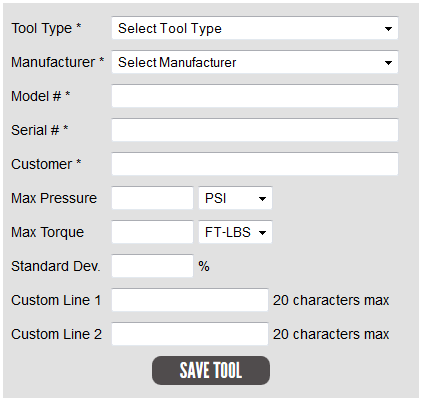 Tool Type * Select Tool Type
Manufacturer * Select Manufacturer
Model # *
Serial # *
Customer *
Max Pressure PSI
Max Torque FT-LBS
Standard Dev. %
Custom Line 1 20 characters max
Custom Line 2 20 characters max
SAVE TOOL